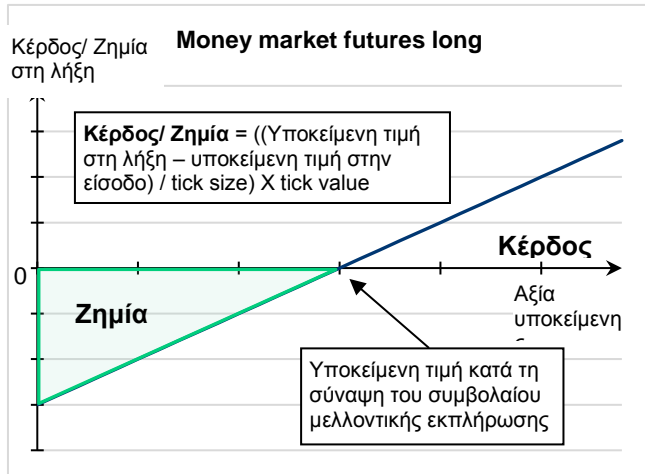 Κέρδος/ Ζημία
στη λήξη
Money market futures long
Κέρδος/ Ζημία = ((Υποκείμενη τιμή
στη λήξη – υποκείμενη τιμή στην
είσοδο) / tick size) X tick value
Κέρδος
0
Αξία
υποκείμενη
Ζημία
Υποκείμενη τιμή κατά τη
σύναψη του συμβολαίου
μελλοντικής εκπλήρωσης